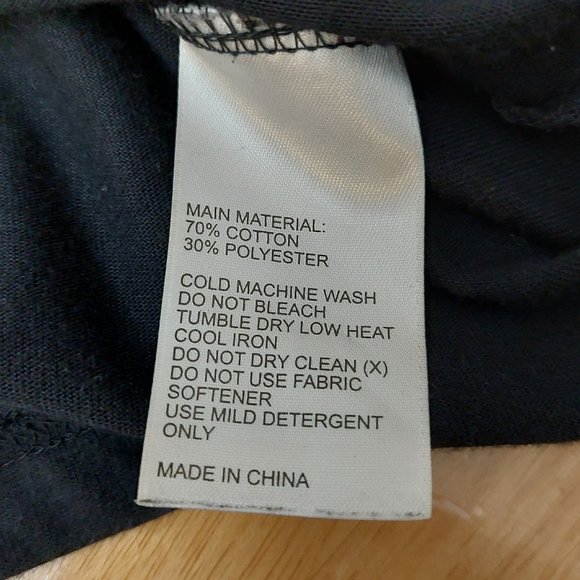 MAIN MATERIAL:
70% COTTON
30% POLYESTER
COLD MACHINE WASH
DO NOT BLEACH
TUMBLE DRY LOW HEAT
COOL IRON
DO NOT DRY CLEAN (X)
DO NOT USE FABRIC
SOFTENER
USE MILD DETERGENT
ONLY
MADE IN CHINA